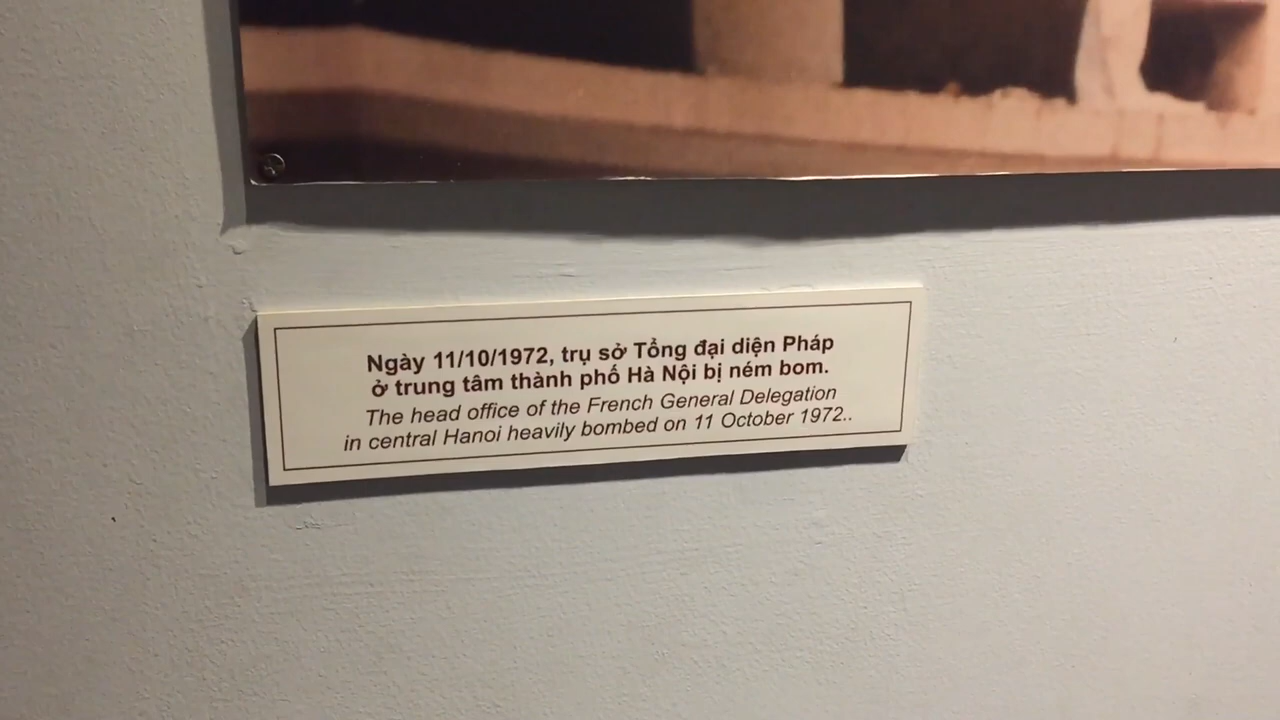 Ngày 11/10/1972, trụ sở Tổng đại diện Pháp
ở trung tâm thành phố Hà Nội bị ném bom.
The head office of the French General Delegation
in central Hanoi heavily bombed on 11 October 1972..